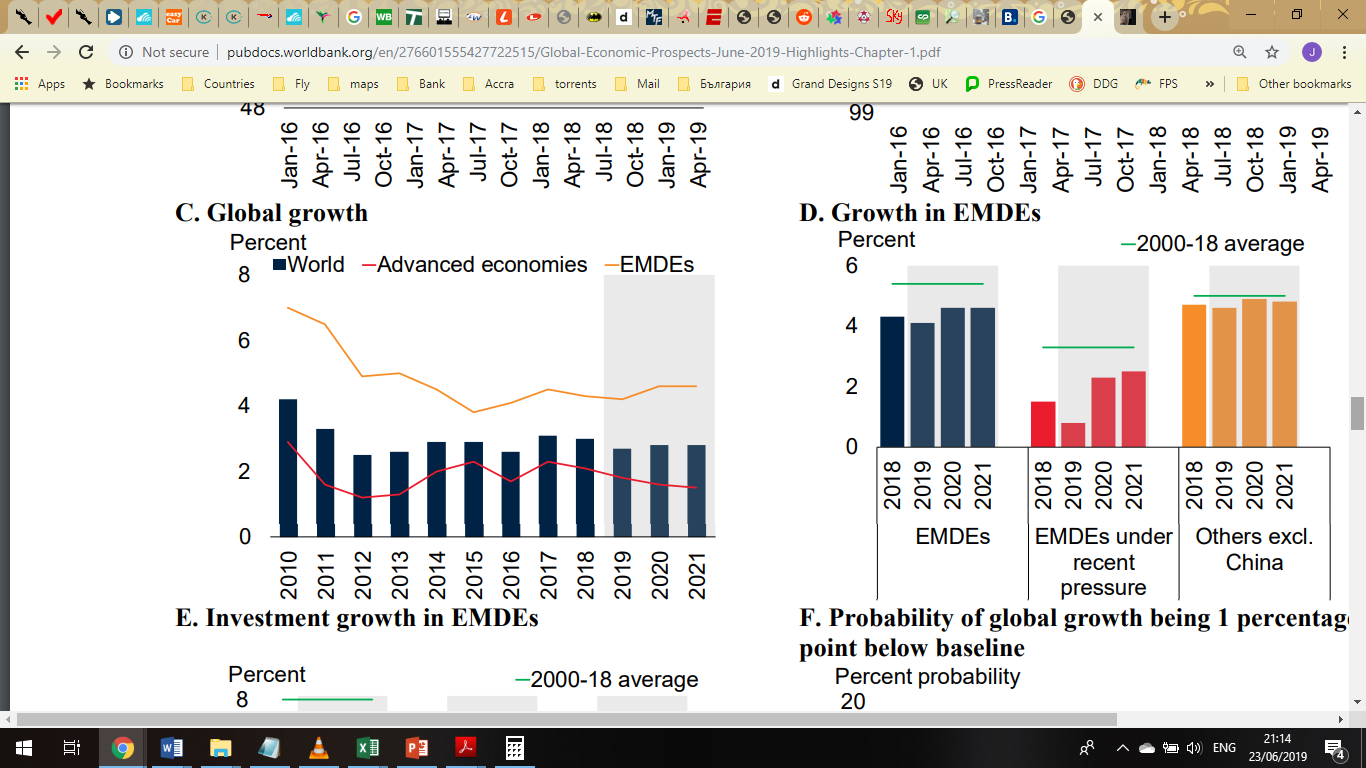 Not secure | pubdocs.worldbank.org/en/276601555427722515/Global-Economic-Prospects-June-2019-Highlights-Chapter-1.pdf
Apps Bookmarks Countries Fly maps Bank Accra torrents Mail България Grand Designs S19 UK PressReader DDG FPS » Other bookmarks
48
Jan-16 Apr-16 Jul-16 Oct-16 Jan-17 Apr-17 Jul-17 Oct-17 Jan-18 Apr-18 Jul-18 Oct-18 Jan-19 Apr-19
99
Jan-16 Apr-16 Jul-16 Oct-16 Jan-17 Apr-17 Jul-17 Oct-17 Jan-18 Apr-18 Jul-18 Oct-18 Jan-19 Apr-19
C. Global growth
Percent
World Advanced economies EMDEs
8
6
4
2
0
2010 2011 2012 2013 2014 2015 2016 2017 2018 2019 2020 2021
D. Growth in EMDEs
Percent
2000-18 average
6
4
2
0
2018 2019 2020 2021 2018 2019 2020 2021 2018 2019 2020 2021
EMDEs
EMDEs under
recent
pressure
Others excl.
China
E. Investment growth in EMDEs
Percent
2000-18 average
8
F. Probability of global growth being 1 percentag
point below baseline
Percent probability
20
ENG
21:14
23/06/2019
4